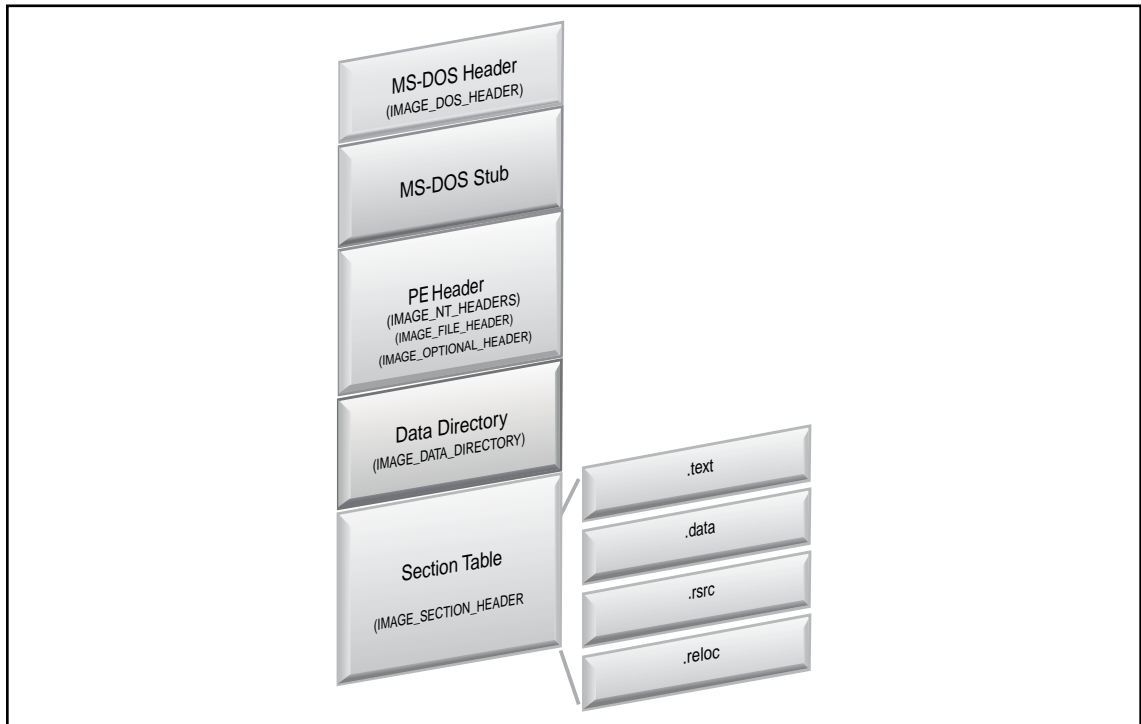 MS-DOS Header
(IMAGE_DOS_HEADER)
MS-DOS Stub
PE Header
(IMAGE_NT_HEADERS)
(IMAGE_FILE_HEADER)
(IMAGE_OPTIONAL_HEADER)
Data Directory
(IMAGE_DATA_DIRECTORY)
Section Table
(IMAGE_SECTION_HEADER
.text
.data
.rsrc
.reloc